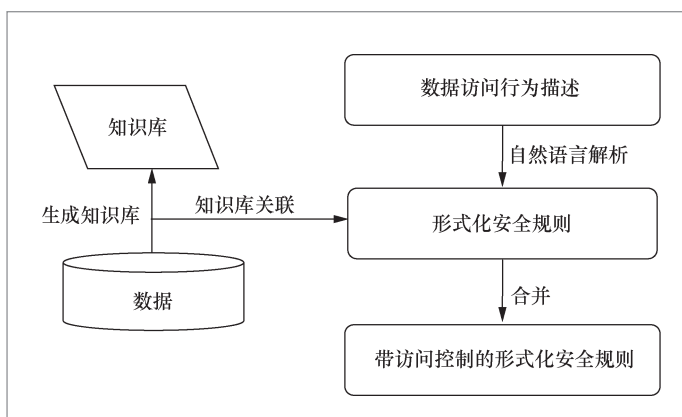 数据访问行为描述
知识库
自然语言解析
生成知识库
知识库关联
形式化安全规则
数据
合并
带访问控制的形式化安全规则